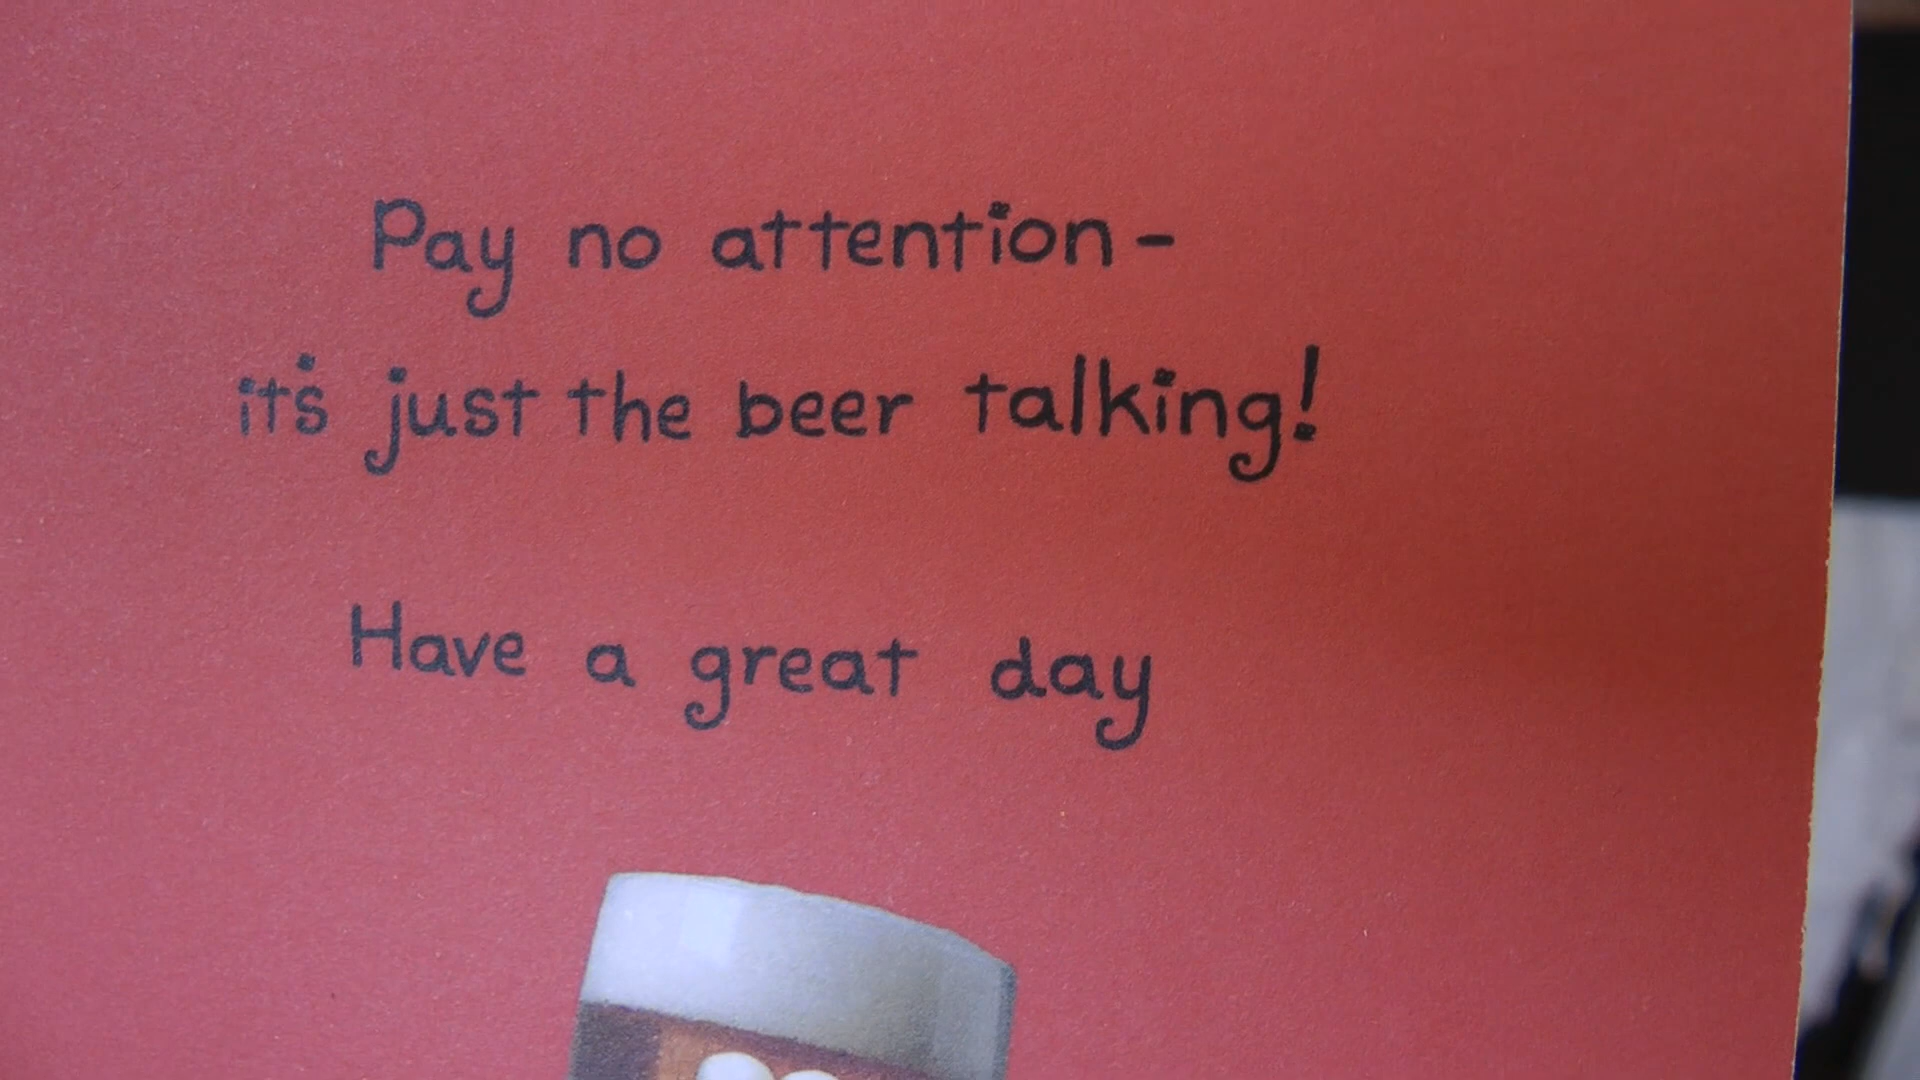 Pay no attention-
it's just the beer talking!
Have a great day